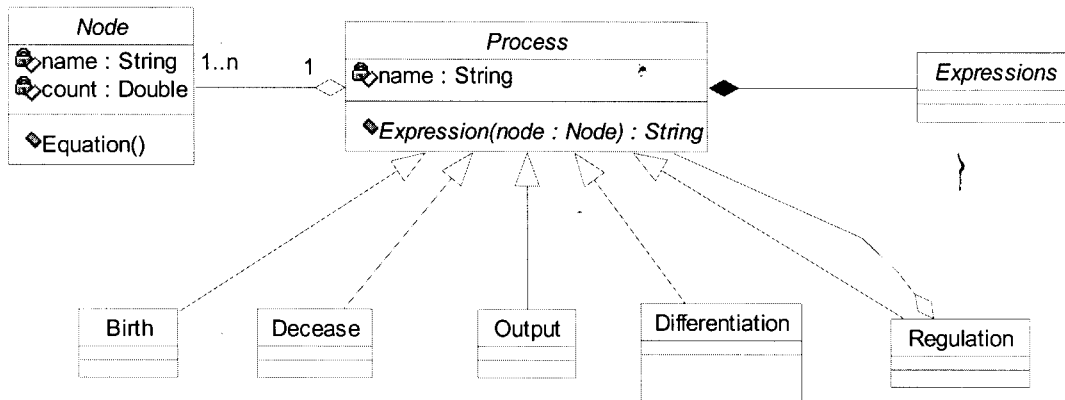 Node
name : String
count : Double
Equation()
1..n
1
Process
name : String
Expression(node : Node) : String
Expressions
Birth
Decease
Output
Differentiation
Regulation